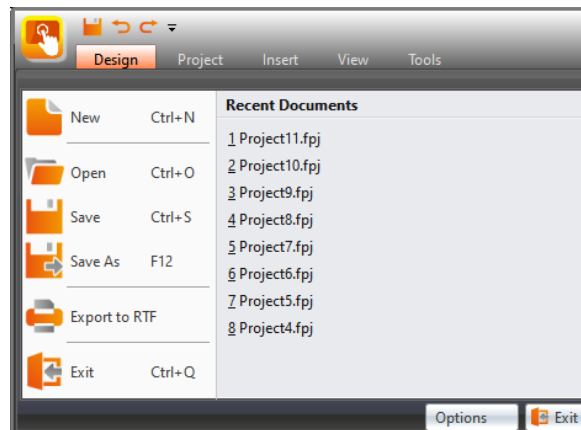 Design Project Insert View Tools
New Ctrl+N
Open Ctrl+O
Save Ctrl+S
Save As F12
Export to RTF
Exit Ctrl+Q
Recent Documents
1 Project11.fpj
2 Project10.fpj
3 Project9.fpj
4 Project8.fpj
5 Project7.fpj
6 Project6.fpj
7 Project5.fpj
8 Project4.fpj
Options Exit